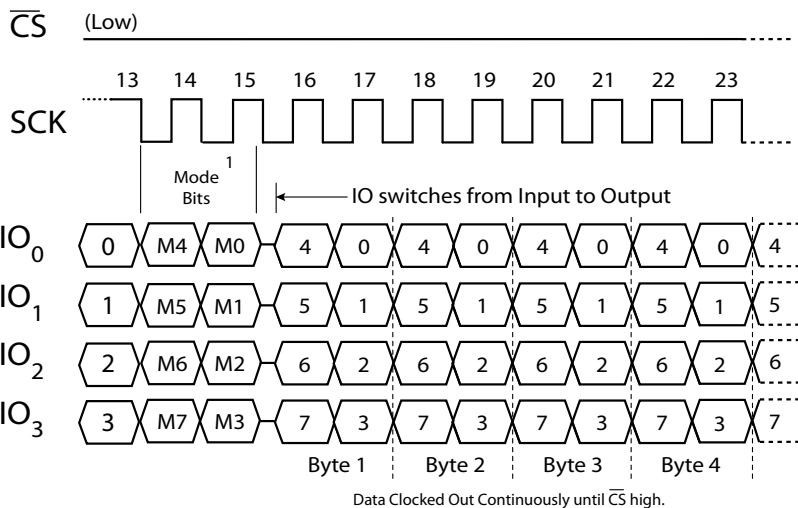 CS (Low)
13 14 15 16 17 18 19 20 21 22 23
SCK
Mode 1
Bits
IO switches from Input to Output
IO0 0 M4 M0 4 0 4 0 4 0 4 0 4
IO1 1 M5 M1 5 1 5 1 5 1 5 1 5
IO2 2 M6 M2 6 2 6 2 6 2 6 2 6
IO3 3 M7 M3 7 3 7 3 7 3 7 3 7
Byte 1 Byte 2 Byte 3 Byte 4
Data Clocked Out Continuously until CS high.